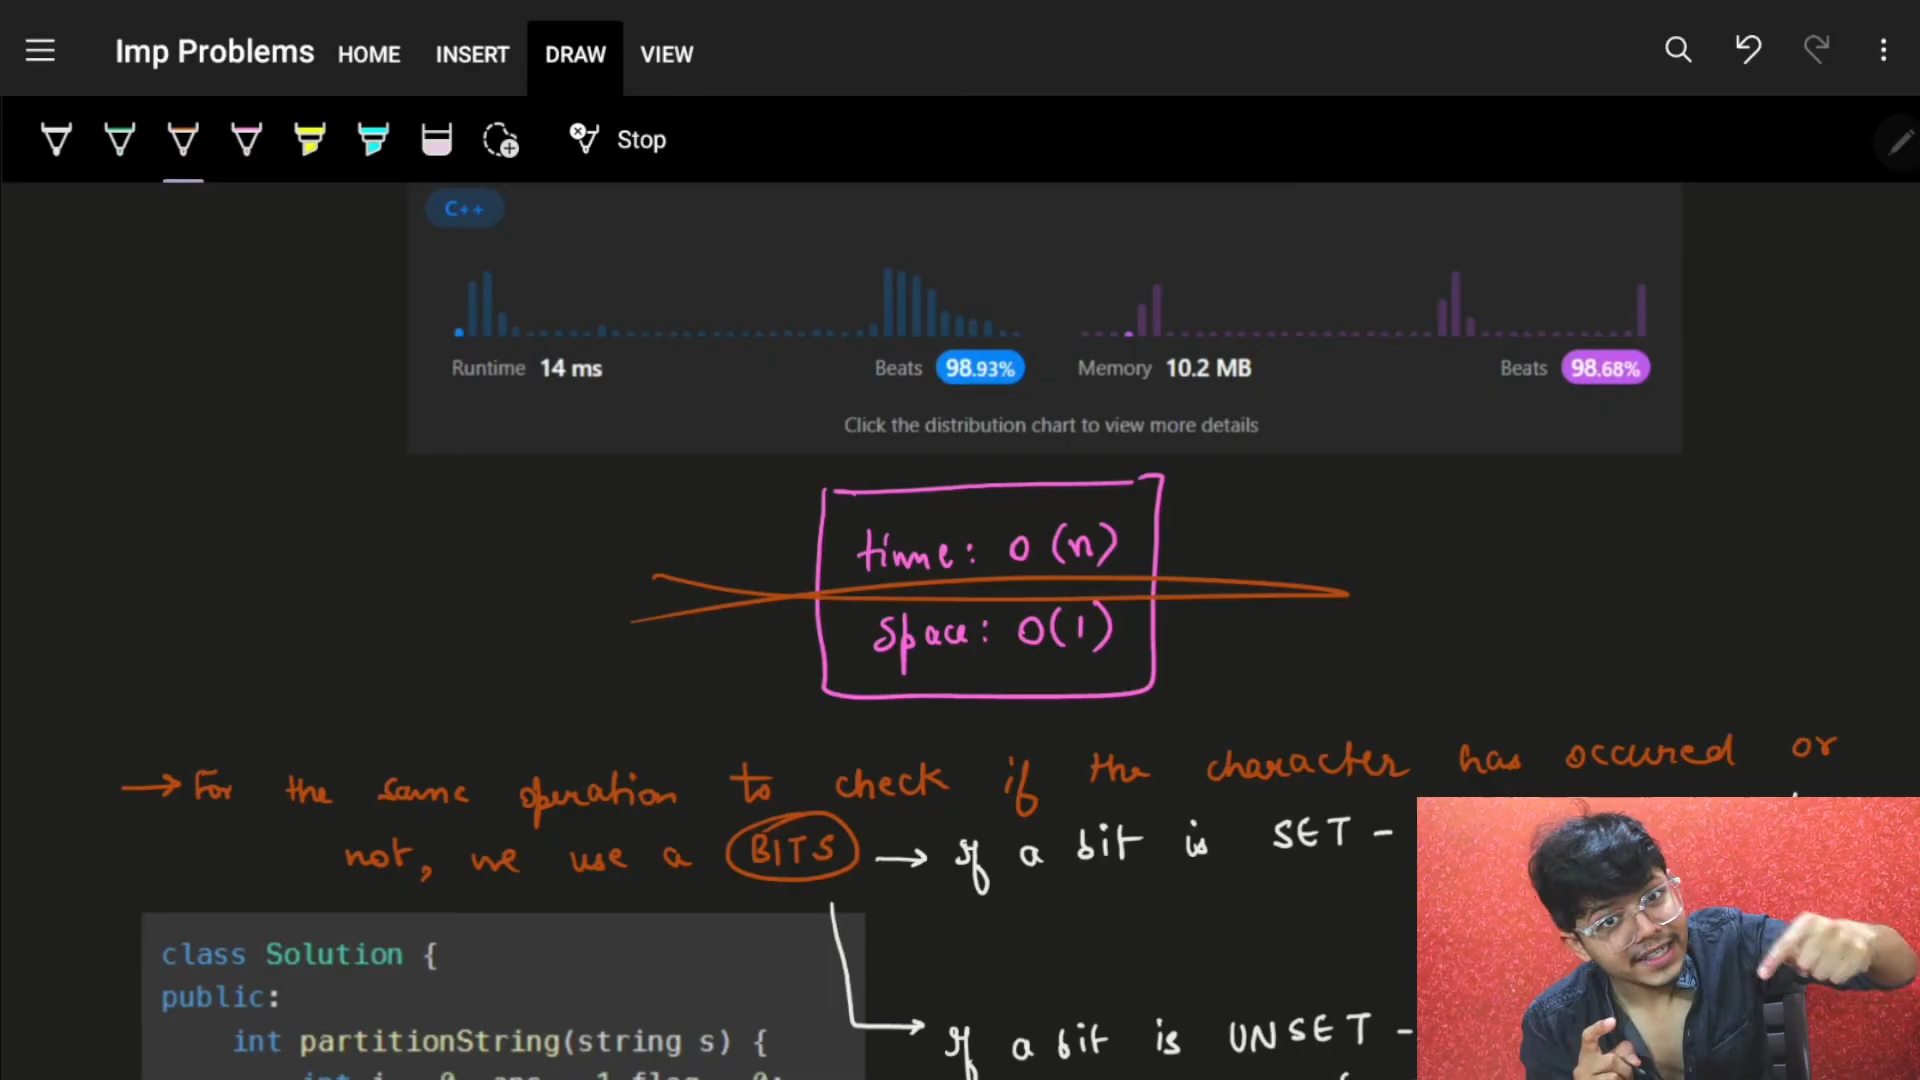 Imp Problems HOME INSERT DRAW VIEW
Stop
C++
Runtime 14 ms Beats 98.93% Memory 10.2 MB Beats 98.68%
Click the distribution chart to view more details
time: O(n)
Space: O(1)
→ For the same operation to check if the character has occured or
not, we use a BITS → If a bit is SET -
class Solution {
public:
int partitionString(string s) {
If a bit is UNSET -